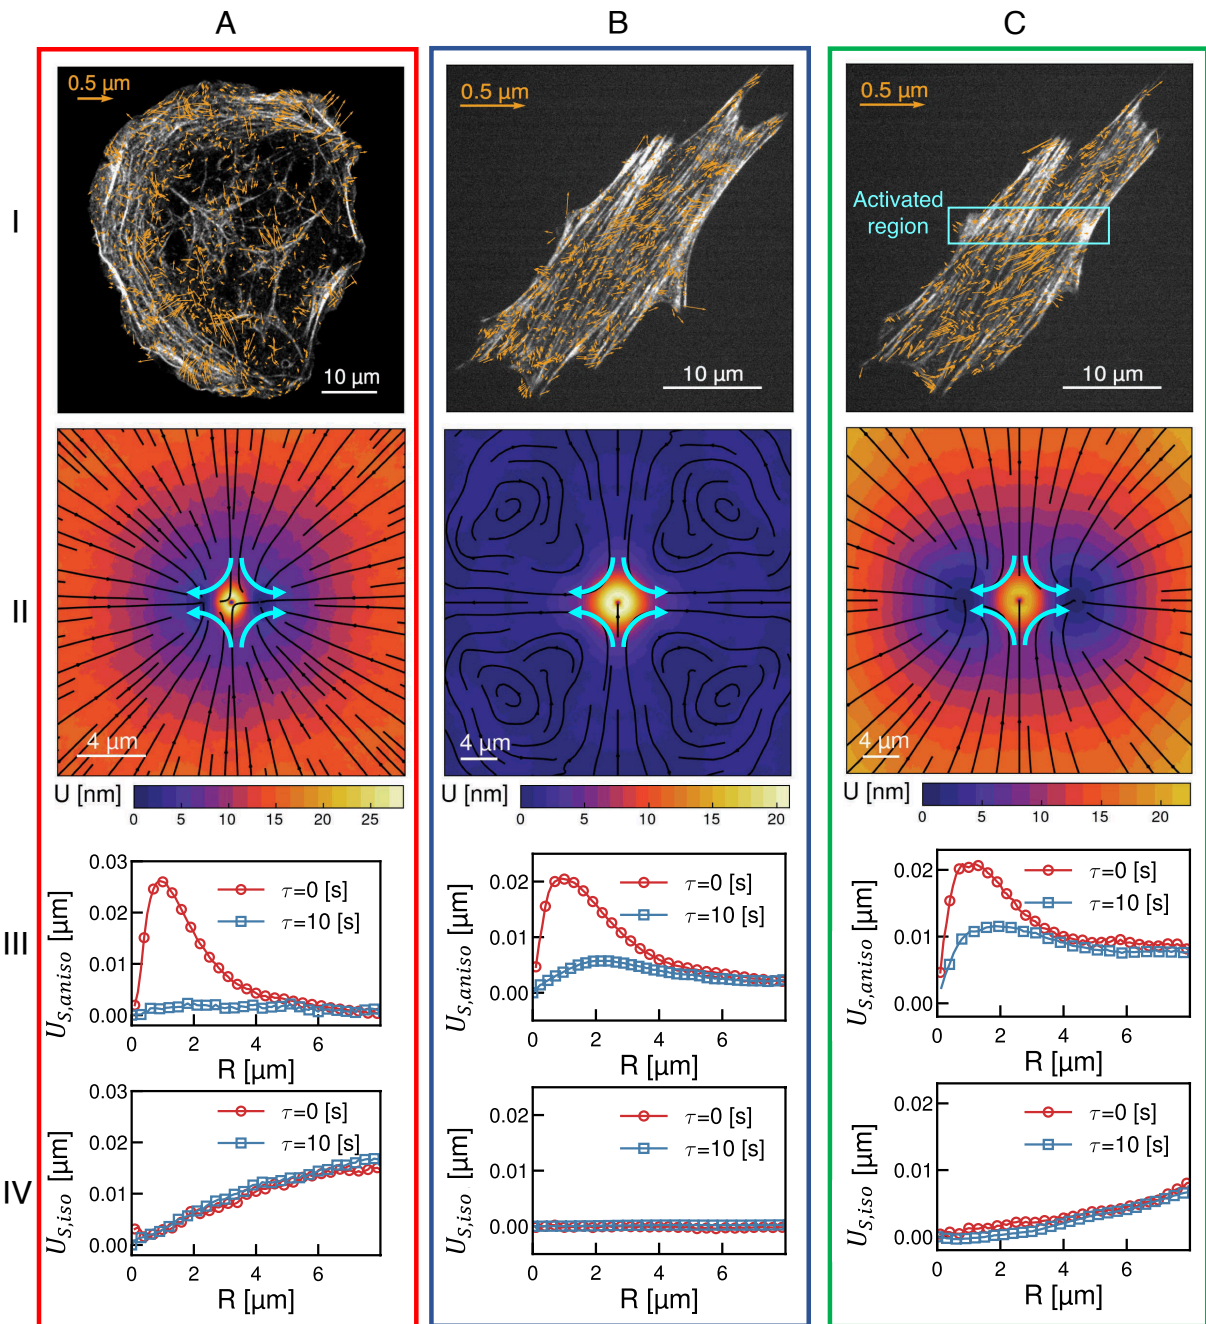 A B C
I
0.5 µm
10 µm
0.5 µm
10 µm
0.5 µm
Activated
region
10 µm
II
4 µm
U [nm]
0 5 10 15 20 25
4 µm
U [nm]
0 5 10 15 20
4 µm
U [nm]
0 5 10 15 20
III
U_{S,aniso} [µm]
0.03
0.02
0.01
0.00
τ=0 [s]
τ=10 [s]
0 2 4 6
R [µm]
U_{S,aniso} [µm]
0.02
0.01
0.00
τ=0 [s]
τ=10 [s]
0 2 4 6
R [µm]
U_{S,aniso} [µm]
0.02
0.01
0.00
τ=0 [s]
τ=10 [s]
0 2 4 6
R [µm]
IV
U_{S,iso} [µm]
0.03
0.02
0.01
0.00
τ=0 [s]
τ=10 [s]
0 2 4 6
R [µm]
U_{S,iso} [µm]
0.02
0.01
0.00
τ=0 [s]
τ=10 [s]
0 2 4 6
R [µm]
U_{S,iso} [µm]
0.02
0.01
0.00
τ=0 [s]
τ=10 [s]
0 2 4 6
R [µm]